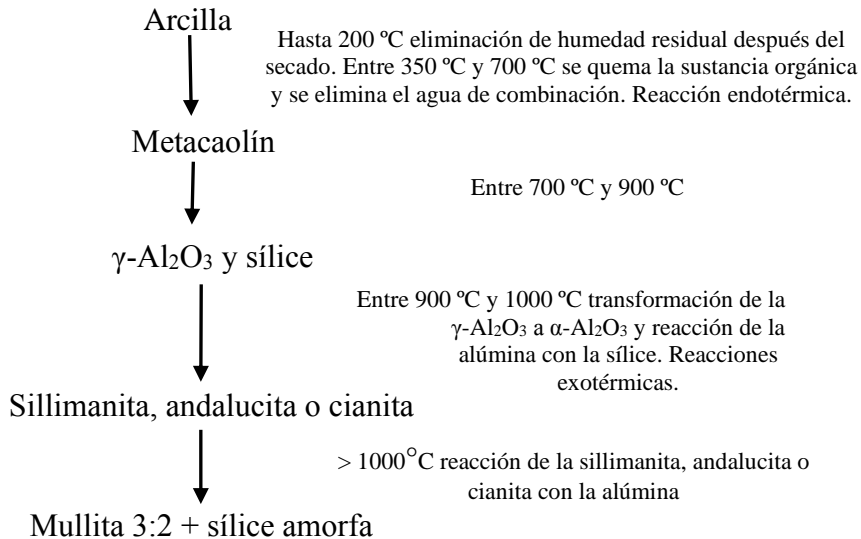 Arcilla
Hasta 200 ºC eliminación de humedad residual después del
secado. Entre 350 ºC y 700 ºC se quema la sustancia orgánica
y se elimina el agua de combinación. Reacción endotérmica.
Metacaolín
Entre 700 ºC y 900 ºC
γ-Al₂O₃ y sílice
Entre 900 ºC y 1000 ºC transformación de la
γ-Al₂O₃ a α-Al₂O₃ y reacción de la
alúmina con la sílice. Reacciones
exotérmicas.
Sillimanita, andalucita o cianita
> 1000°C reacción de la sillimanita, andalucita o
cianita con la alúmina
Mullita 3:2 + sílice amorfa